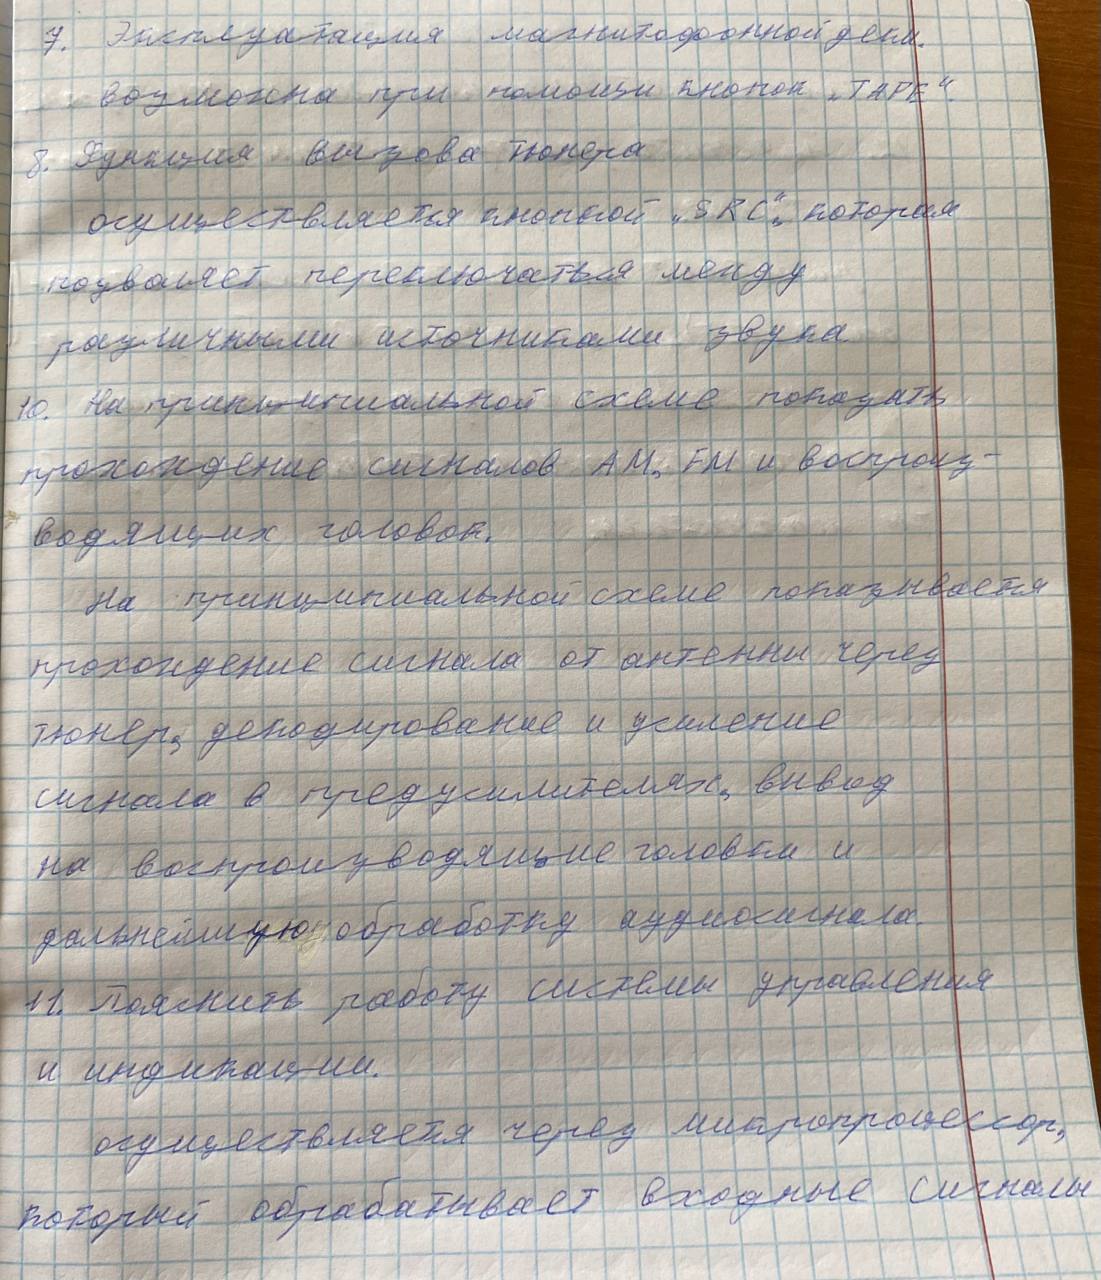 7. Эксплуатация магнитофонной деки.
возможна при помощи кнопок „TAPE“.
8. Функция вызова тюнера
осуществляется кнопкой „SRC“, которая
позволяет переключаться между
различными источниками звука
10. На принципиальной схеме показать
прохождение сигналов АМ, FM и воспроиз-
водящих головок.
На принципиальной схеме показывается
прохождение сигнала от антенны через
тюнер, декодирование и усиление
сигнала в предусилителях, вывод
на воспроизводящие головки и
дальнейшую обработку аудиосигнала.
11. Пояснить работу системы управления
и индикации.
осуществляется через микропроцессор,
который обрабатывает входные сигналы